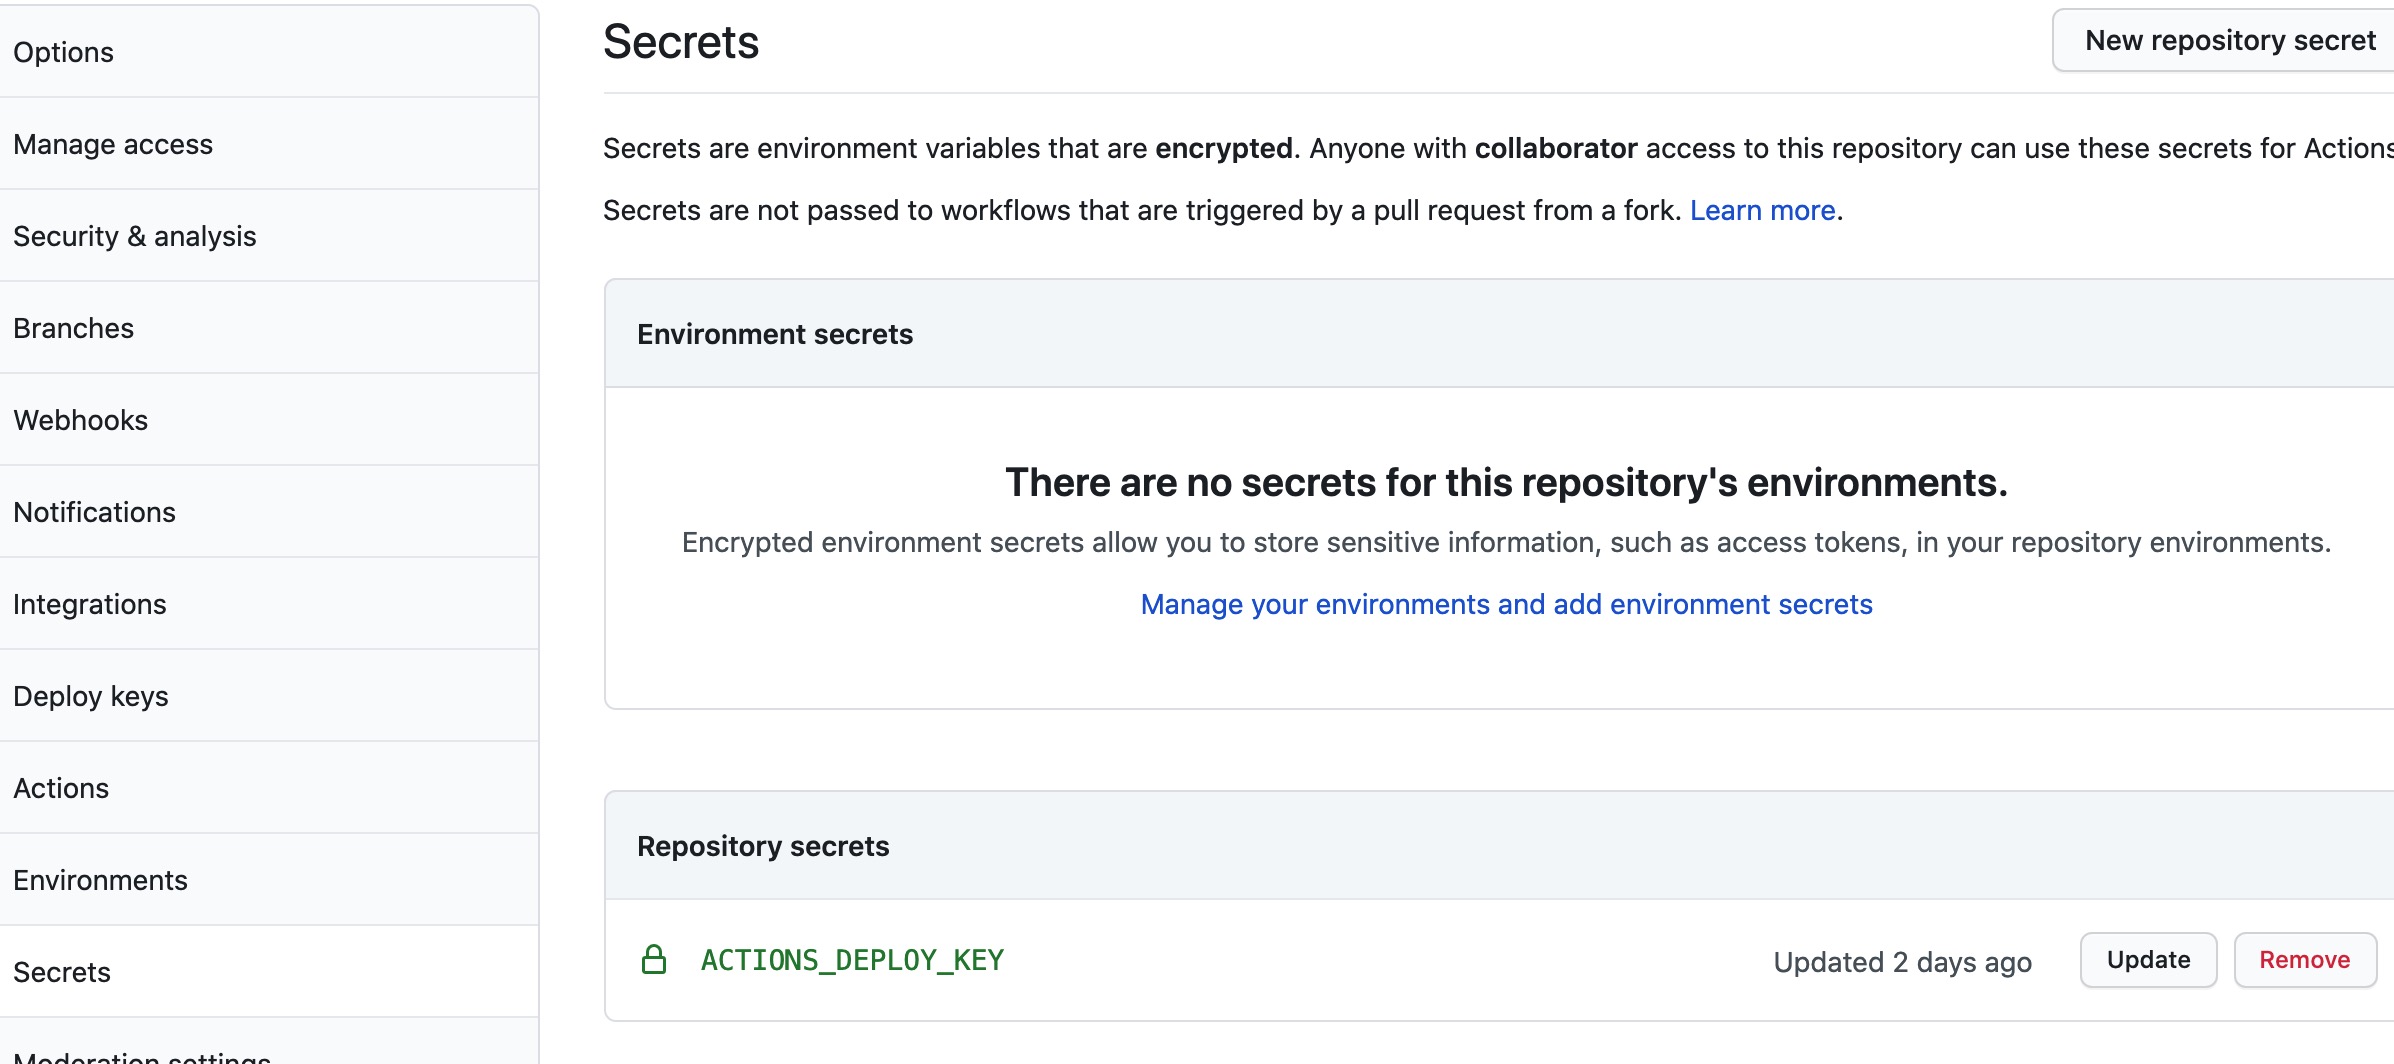 Options
Manage access
Security & analysis
Branches
Webhooks
Notifications
Integrations
Deploy keys
Actions
Environments
Secrets
Moderation settings
Secrets
New repository secret
Secrets are environment variables that are encrypted. Anyone with collaborator access to this repository can use these secrets for Actions
Secrets are not passed to workflows that are triggered by a pull request from a fork. Learn more.
Environment secrets
There are no secrets for this repository's environments.
Encrypted environment secrets allow you to store sensitive information, such as access tokens, in your repository environments.
Manage your environments and add environment secrets
Repository secrets
ACTIONS_DEPLOY_KEY Updated 2 days ago Update Remove